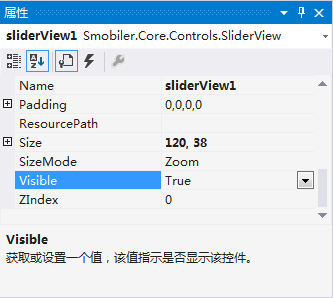 属性
sliderView1 Smobiler.Core.Controls.SliderView
Name sliderView1
Padding 0,0,0,0
ResourcePath
Size 120, 38
SizeMode Zoom
Visible True
ZIndex 0
Visible
获取或设置一个值，该值指示是否显示该控件。